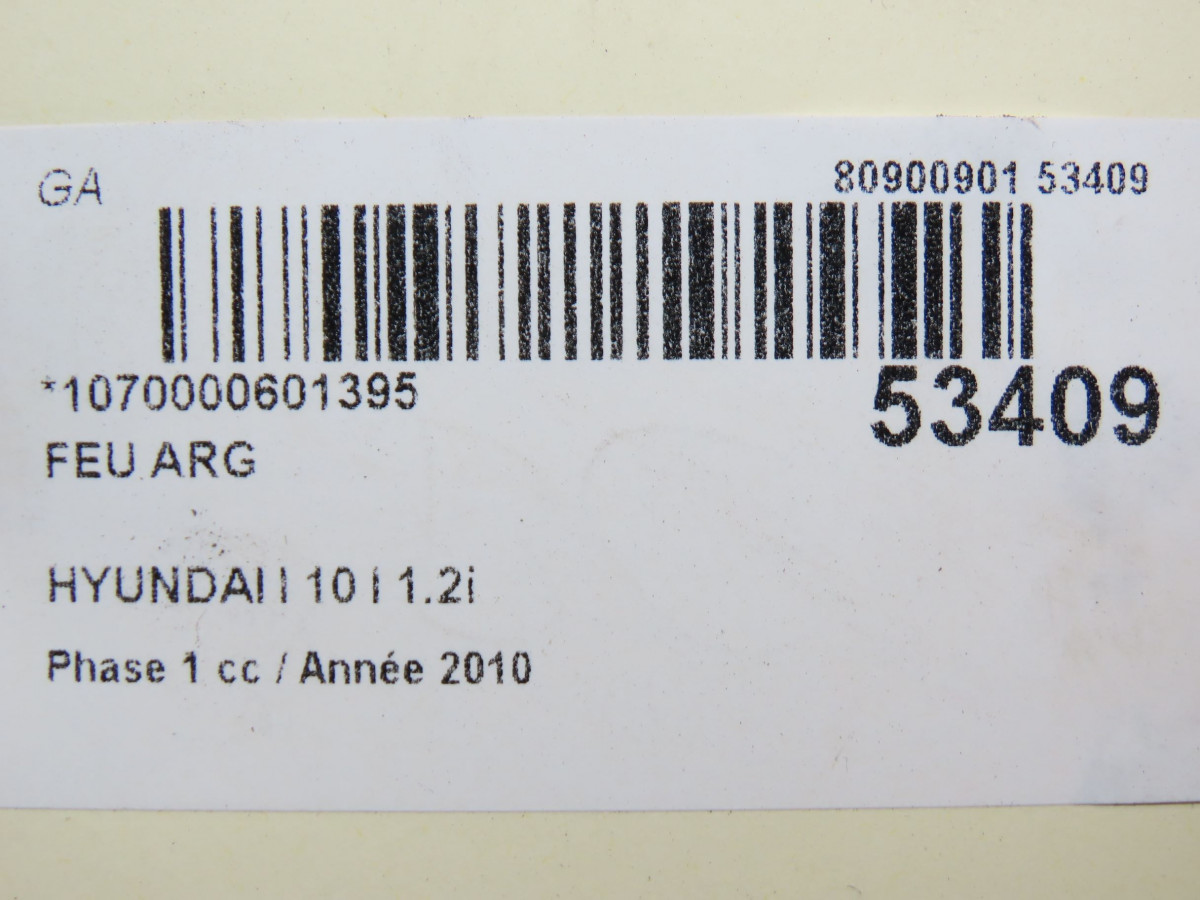 GA
80900901 53409
*1070000601395
53409
FEU ARG
HYUNDAI I 10 I 1.2i
Phase 1 cc / Année 2010